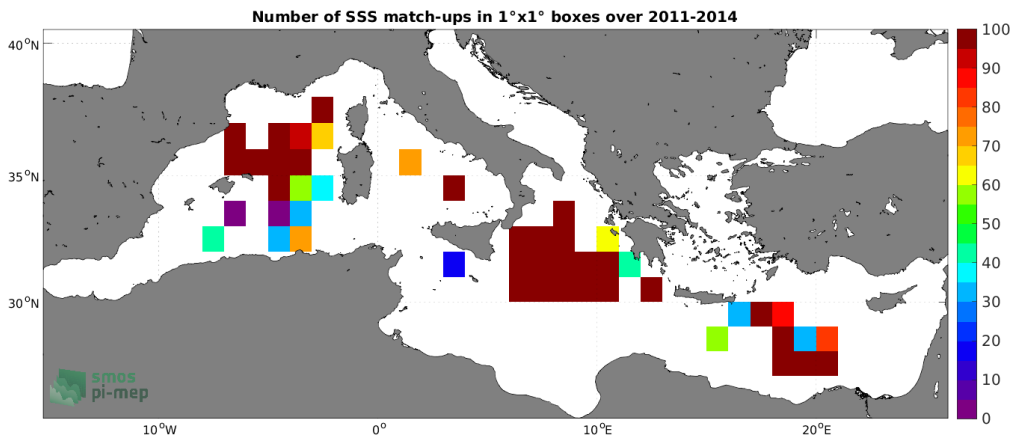 Number of SSS match-ups in 1°x1° boxes over 2011-2014
40°N
35°N
30°N
10°W
0°
10°E
20°E
100
90
80
70
60
50
40
30
20
10
0
smos
pi-mep